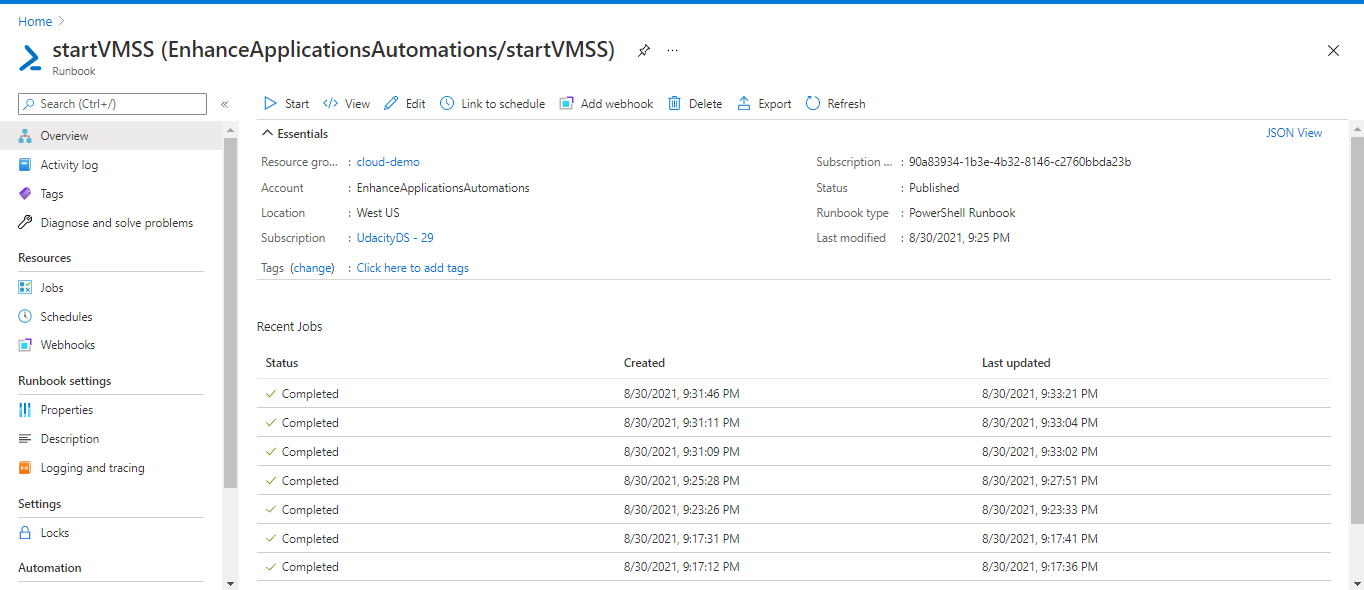 Home
startVMSS (EnhanceApplicationsAutomations/startVMSS)
Runbook
Search (Ctrl+/)
Overview
Activity log
Tags
Diagnose and solve problems
Resources
Jobs
Schedules
Webhooks
Runbook settings
Properties
Description
Logging and tracing
Settings
Locks
Automation
Start View Edit Link to schedule Add webhook Delete Export Refresh
Essentials JSON View
Resource gro... : cloud-demo Subscription ... : 90a83934-1b3e-4b32-8146-c2760bbda23b
Account : EnhanceApplicationsAutomations Status : Published
Location : West US Runbook type : PowerShell Runbook
Subscription : UdacityDS - 29 Last modified : 8/30/2021, 9:25 PM
Tags (change) : Click here to add tags
Recent Jobs
Status Created Last updated
Completed 8/30/2021, 9:31:46 PM 8/30/2021, 9:33:21 PM
Completed 8/30/2021, 9:31:11 PM 8/30/2021, 9:33:04 PM
Completed 8/30/2021, 9:31:09 PM 8/30/2021, 9:33:02 PM
Completed 8/30/2021, 9:25:28 PM 8/30/2021, 9:27:51 PM
Completed 8/30/2021, 9:23:26 PM 8/30/2021, 9:23:33 PM
Completed 8/30/2021, 9:17:31 PM 8/30/2021, 9:17:41 PM
Completed 8/30/2021, 9:17:12 PM 8/30/2021, 9:17:36 PM